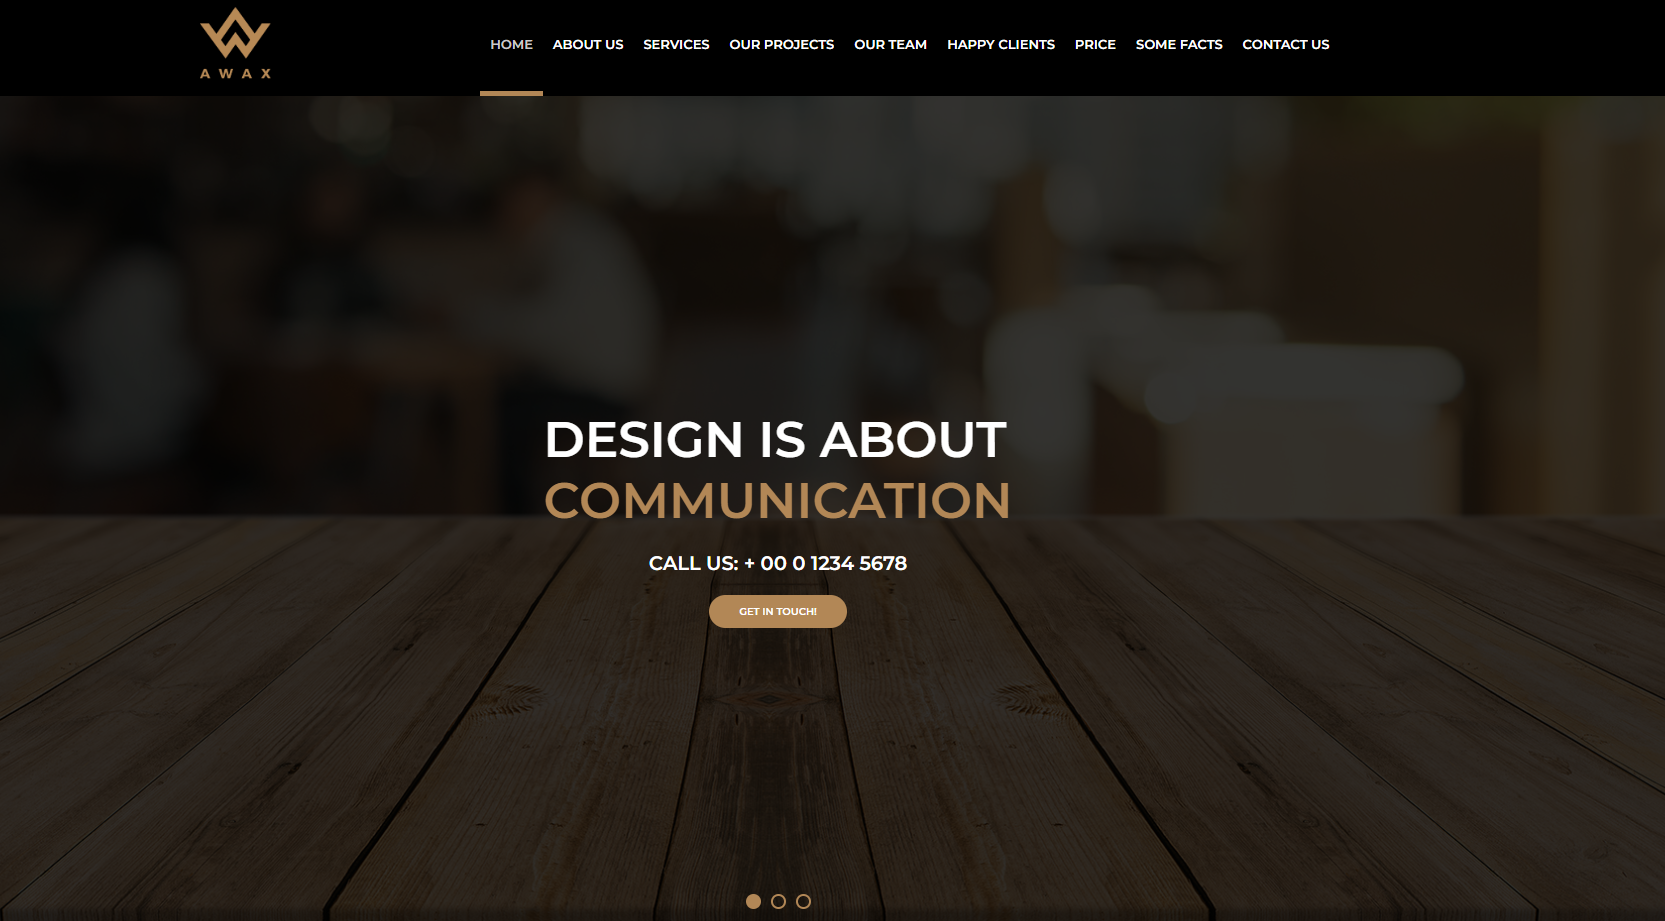 AWAX
HOME ABOUT US SERVICES OUR PROJECTS OUR TEAM HAPPY CLIENTS PRICE SOME FACTS CONTACT US
DESIGN IS ABOUT
COMMUNICATION
CALL US: + 00 0 1234 5678
GET IN TOUCH!